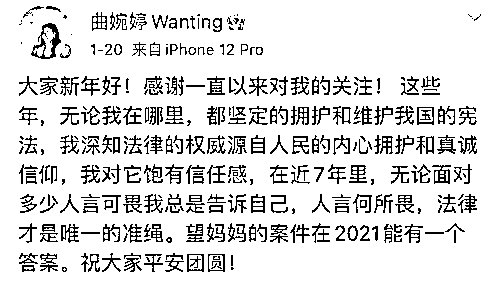 曲婉婷Wanting
1-20 来自iPhone 12 Pro
大家新年好！感谢一直以来对我的关注！ 这些
年，无论我在哪里，都坚定的拥护和维护我国的宪
法，我深知法律的权威源自人民的内心拥护和真诚
信仰，我对它饱有信任感，在近7年里，无论面对
多少人言可畏我总是告诉自己，人言何所畏，法律
才是唯一的准绳。望妈妈的案件在2021能有一个
答案。祝大家平安团圆！